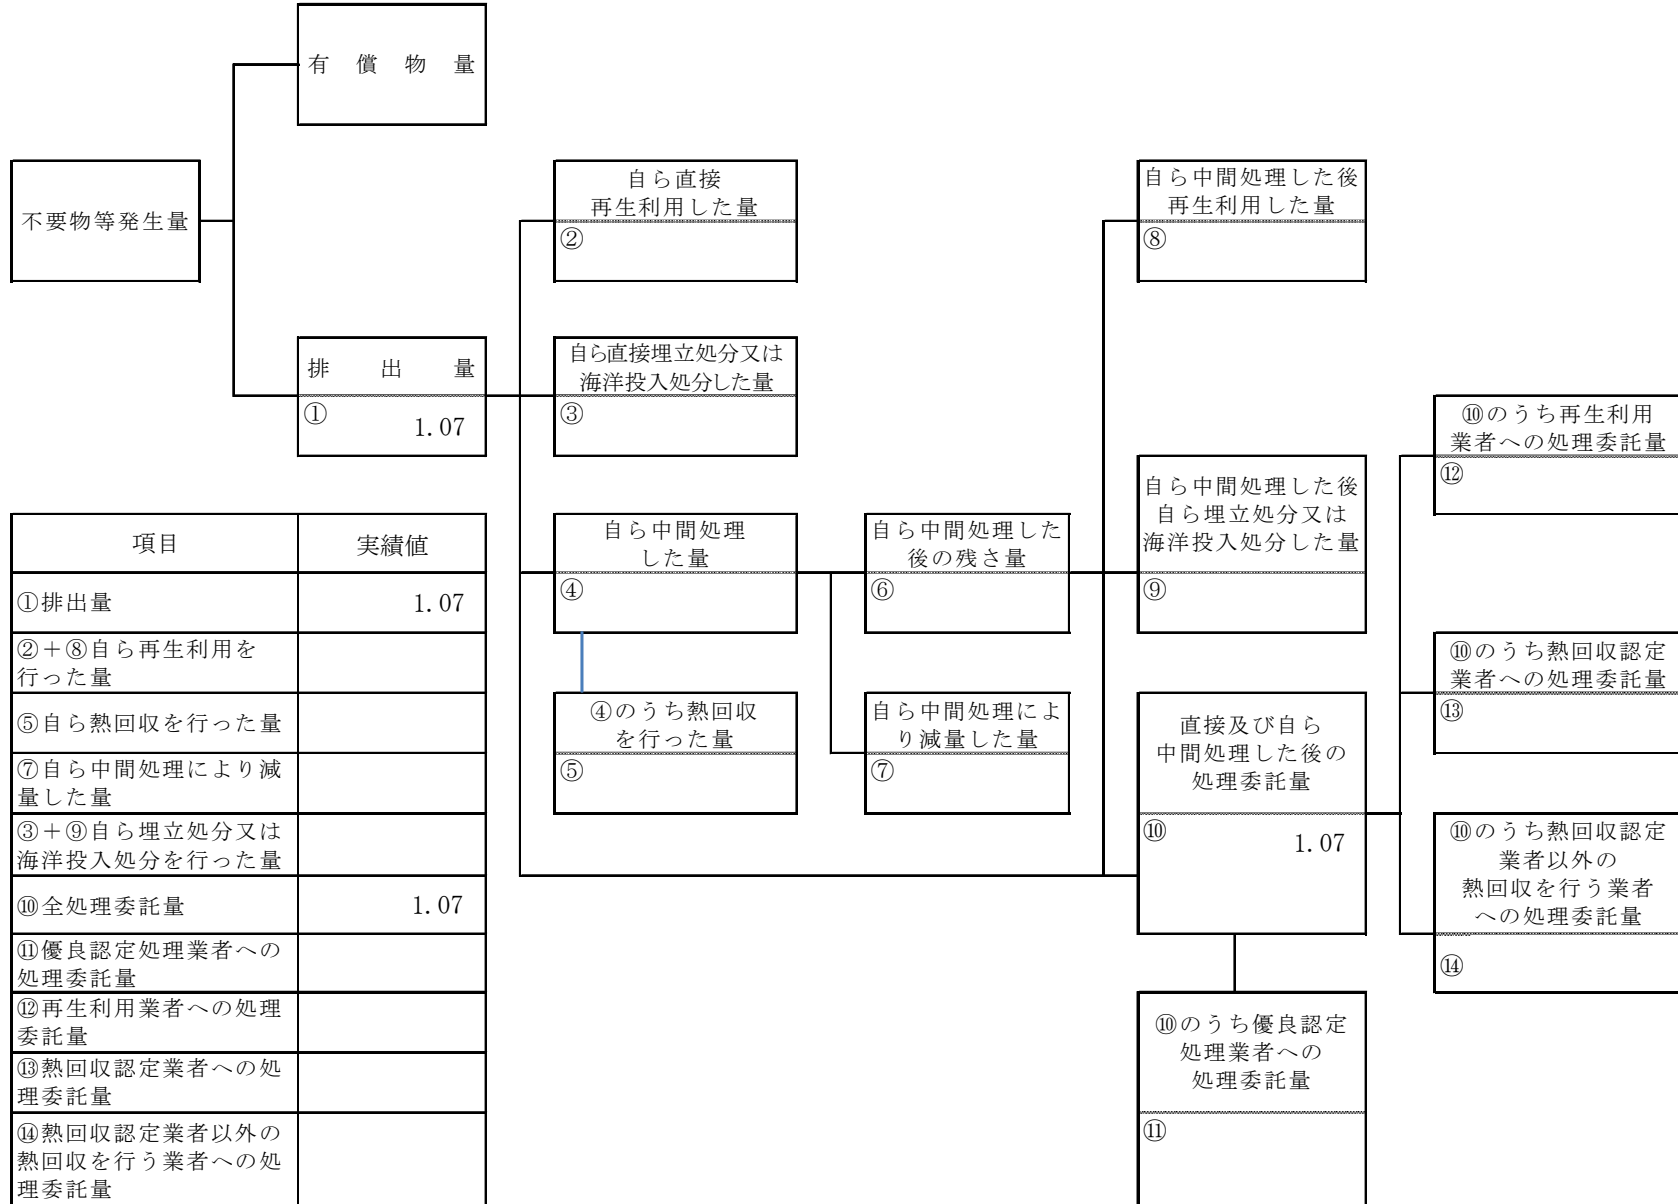 有償物量
不要物等発生量
自ら直接
再生利用した量
②
自ら中間処理した後
再生利用した量
⑧
排出量
①
1.07
自ら直接埋立処分又は
海洋投入処分した量
③
⑩のうち再生利用
業者への処理委託量
⑫
自ら中間処理
した量
④
自ら中間処理した
後の残さ量
⑥
自ら中間処理した後
自ら埋立処分又は
海洋投入処分した量
⑨
⑩のうち熱回収認定
業者への処理委託量
⑬
④のうち熱回収
を行った量
⑤
自ら中間処理によ
り減量した量
⑦
直接及び自ら
中間処理した後の
処理委託量
⑩
1.07
⑩のうち熱回収認定
業者以外の
熱回収を行う業者
への処理委託量
⑭
⑩のうち優良認定
処理業者への
処理委託量
⑪
項目 実績値
①排出量 1.07
②+⑧自ら再生利用を
行った量
⑤自ら熱回収を行った量
⑦自ら中間処理により減
量した量
③+⑨自ら埋立処分又は
海洋投入処分を行った量
⑩全処理委託量 1.07
⑪優良認定処理業者への
処理委託量
⑫再生利用業者への処理
委託量
⑬熱回収認定業者への処
理委託量
⑭熱回収認定業者以外の
熱回収を行う業者への処
理委託量